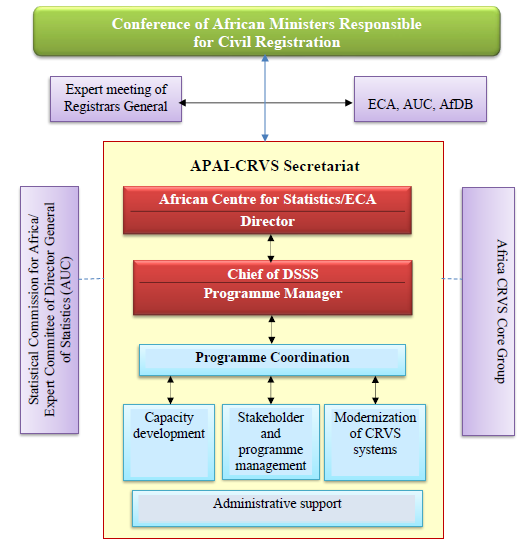 Conference of African Ministers Responsible
for Civil Registration
Expert meeting of
Registrars General
ECA, AUC, AfDB
APAI-CRVS Secretariat
African Centre for Statistics/ECA
Director
Chief of DSSS
Programme Manager
Programme Coordination
Capacity
development
Stakeholder
and
programme
management
Modernization
of CRVS
systems
Administrative support
Statistical Commission for Africa/
Expert Committee of Director General
of Statistics (AUC)
Africa CRVS Core Group